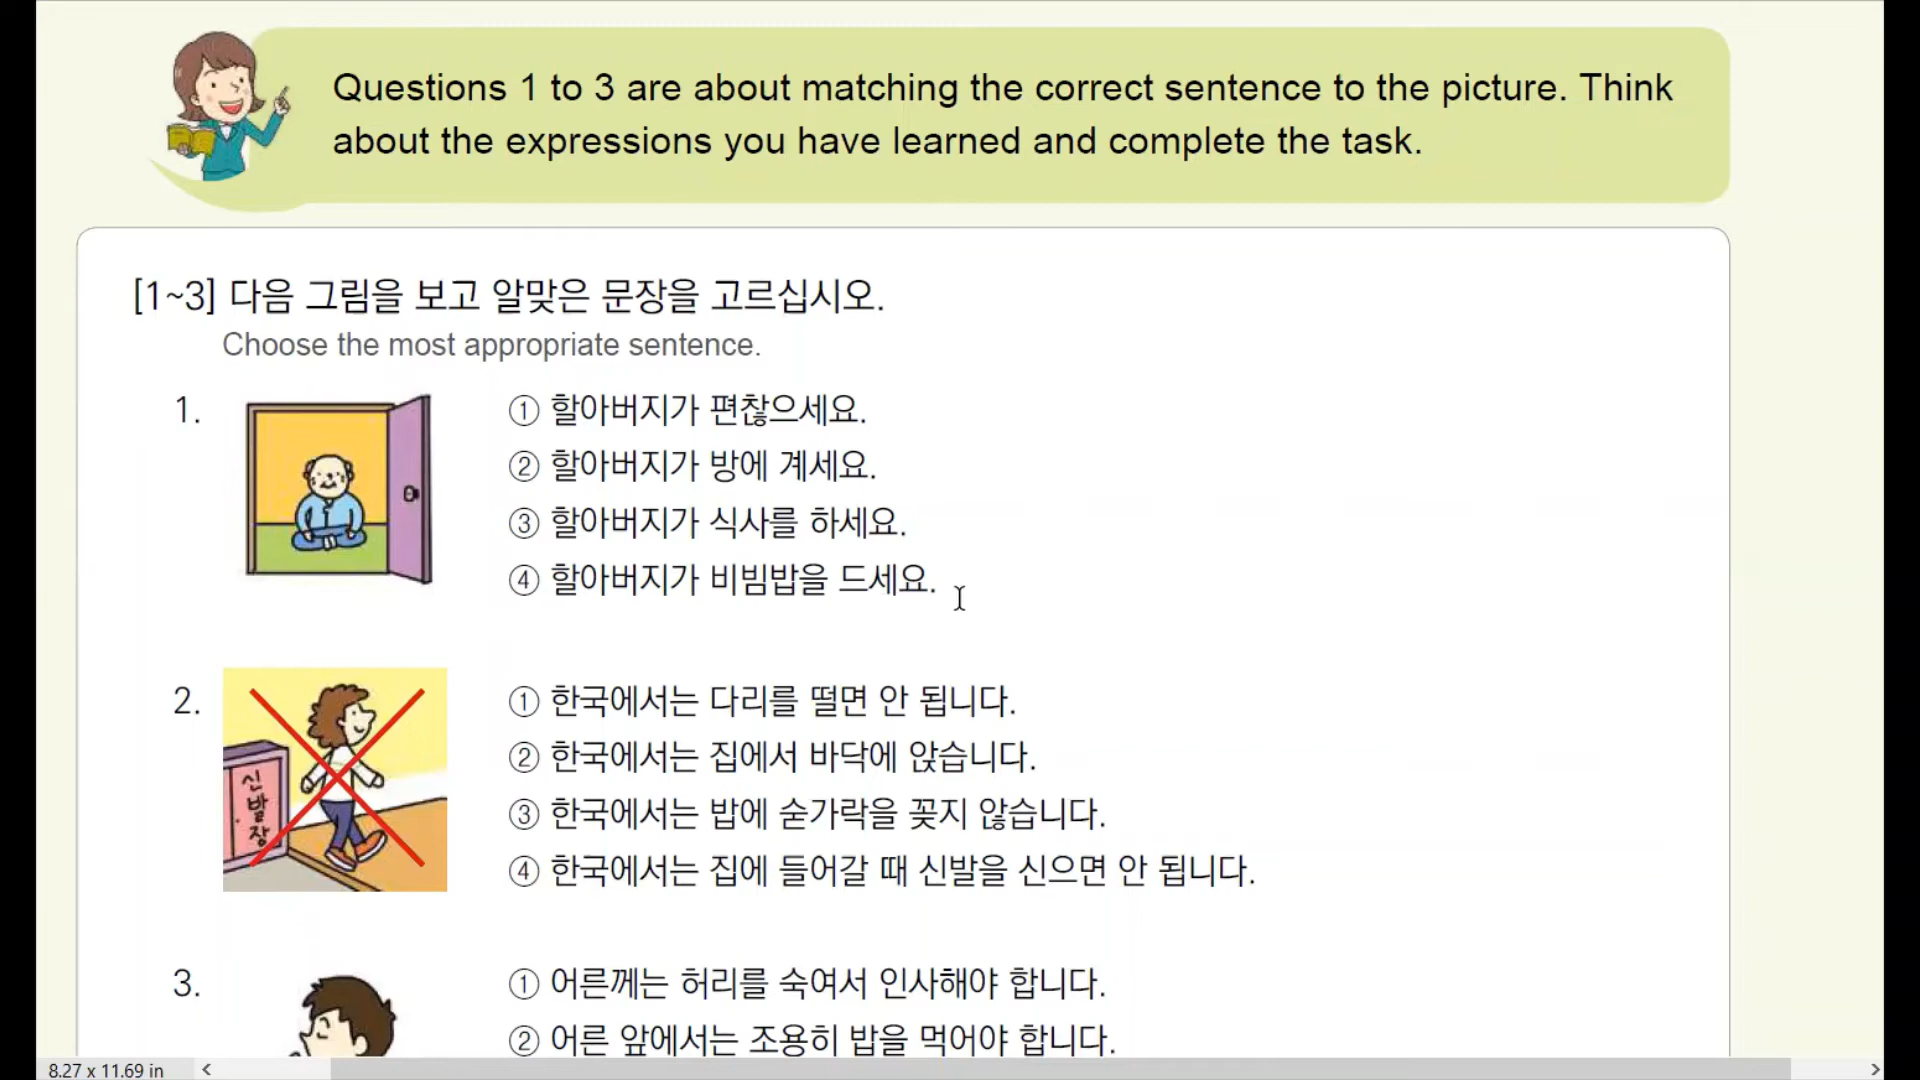 Questions 1 to 3 are about matching the correct sentence to the picture. Think
about the expressions you have learned and complete the task.
[1~3] 다음 그림을 보고 알맞은 문장을 고르십시오.
Choose the most appropriate sentence.
1.
① 할아버지가 편찮으세요.
② 할아버지가 방에 계세요.
③ 할아버지가 식사를 하세요.
④ 할아버지가 비빔밥을 드세요.
2.
신발장
① 한국에서는 다리를 떨면 안 됩니다.
② 한국에서는 집에서 바닥에 앉습니다.
③ 한국에서는 밥에 숟가락을 꽂지 않습니다.
④ 한국에서는 집에 들어갈 때 신발을 신으면 안 됩니다.
3.
① 어른께는 허리를 숙여서 인사해야 합니다.
② 어른 앞에서는 조용히 밥을 먹어야 합니다.
8.27 x 11.69 in